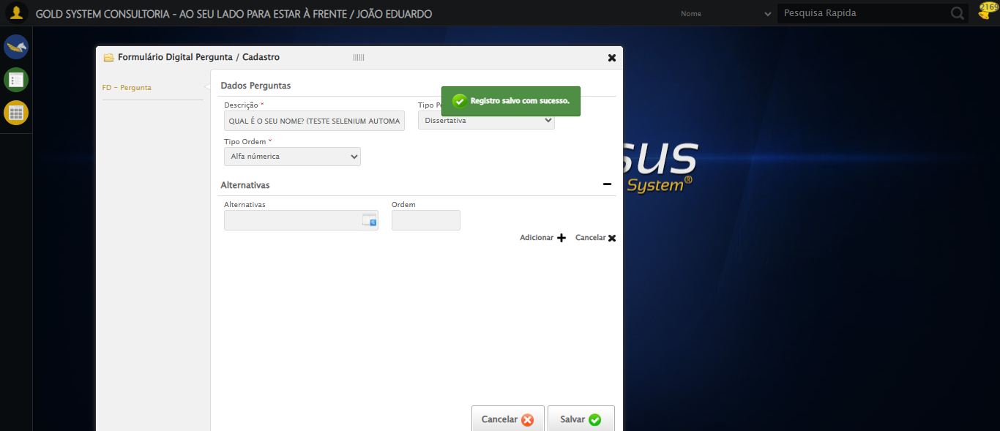 GOLD SYSTEM CONSULTORIA - AO SEU LADO PARA ESTAR À FRENTE / JOÃO EDUARDO
Nome
Pesquisa Rapida
2169
Formulário Digital Pergunta / Cadastro
FD - Pergunta
Dados Perguntas
Registro salvo com sucesso.
Descrição *
Tipo
QUAL É O SEU NOME? (TESTE SELENIUM AUTOMA
Dissertativa
Tipo Ordem *
Alfa númerica
sus
System®
Alternativas
Alternativas
Ordem
Adicionar
Cancelar
Cancelar
Salvar